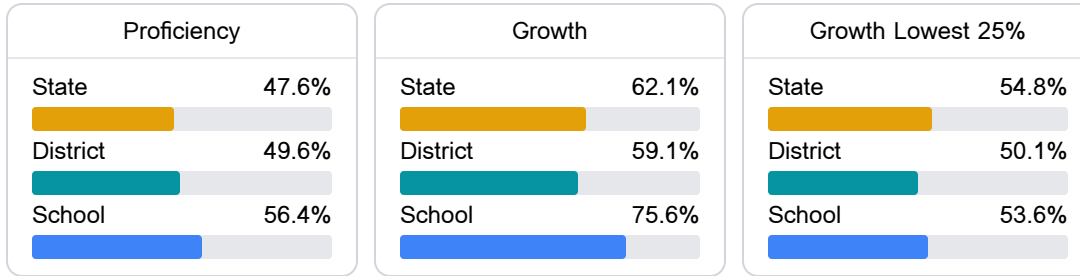 Proficiency
State 47.6%
District 49.6%
School 56.4%
Growth
State 62.1%
District 59.1%
School 75.6%
Growth Lowest 25%
State 54.8%
District 50.1%
School 53.6%